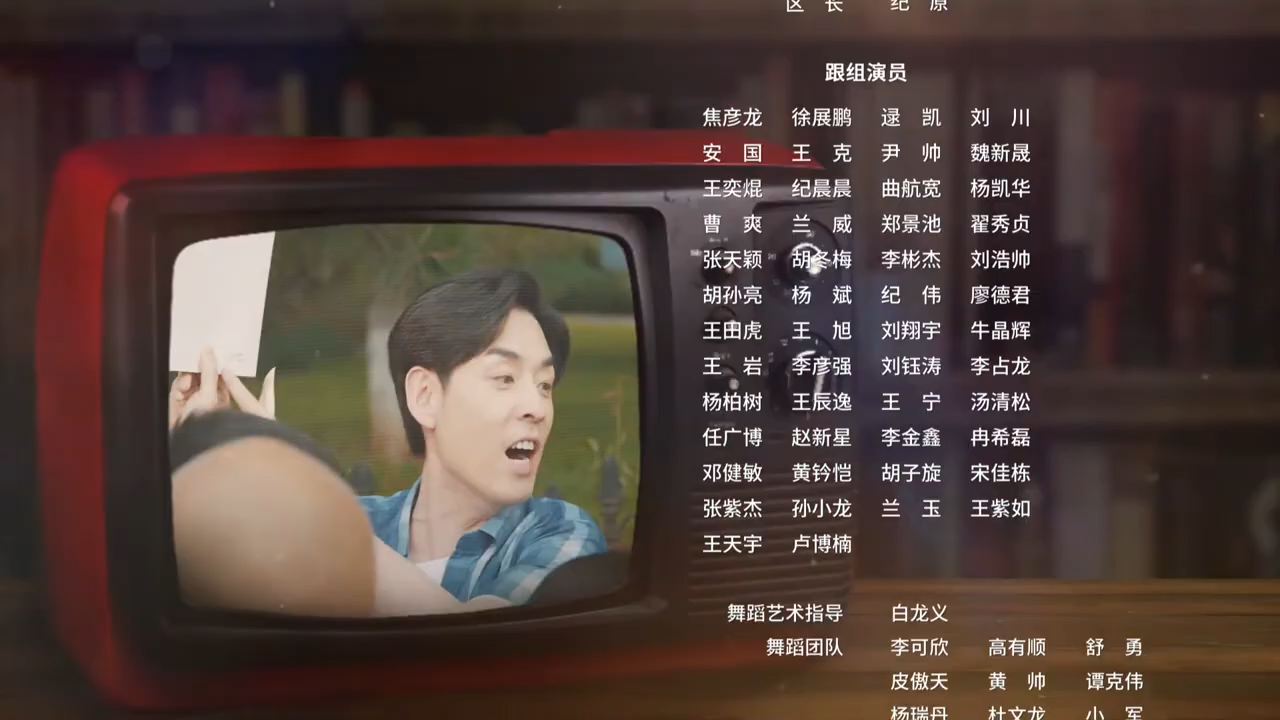 区 长 纪 原
跟组演员
焦彦龙 徐展鹏 逯 凯 刘 川
安 国 王 克 尹 帅 魏新晟
王奕焜 纪晨晨 曲航宽 杨凯华
曹 爽 兰 威 郑景池 翟秀贞
张天颖 胡冬梅 李彬杰 刘浩帅
胡孙亮 杨 斌 纪 伟 廖德君
王田虎 王 旭 刘翔宇 牛晶辉
王 岩 李彦强 刘钰涛 李占龙
杨柏树 王辰逸 王 宁 汤清松
任广博 赵新星 李金鑫 冉希磊
邓健敏 黄钤恺 胡子旋 宋佳栋
张紫杰 孙小龙 兰 玉 王紫如
王天宇 卢博楠
舞蹈艺术指导 白龙义
舞蹈团队 李可欣 高有顺 舒 勇
皮傲天 黄 帅 谭克伟
杨瑞丹 杜文龙 小 军